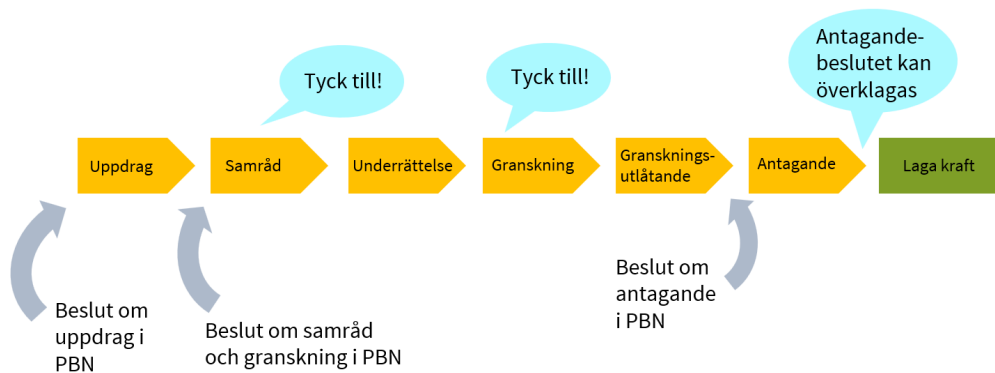 Tyck till!
Tyck till!
Antagande-
beslutet kan
överklagas
Uppdrag
Samråd
Underrättelse
Granskning
Gransknings-
utlåtande
Antagande
Laga kraft
Beslut om
uppdrag i
PBN
Beslut om samråd
och granskning i PBN
Beslut om
antagande
i PBN